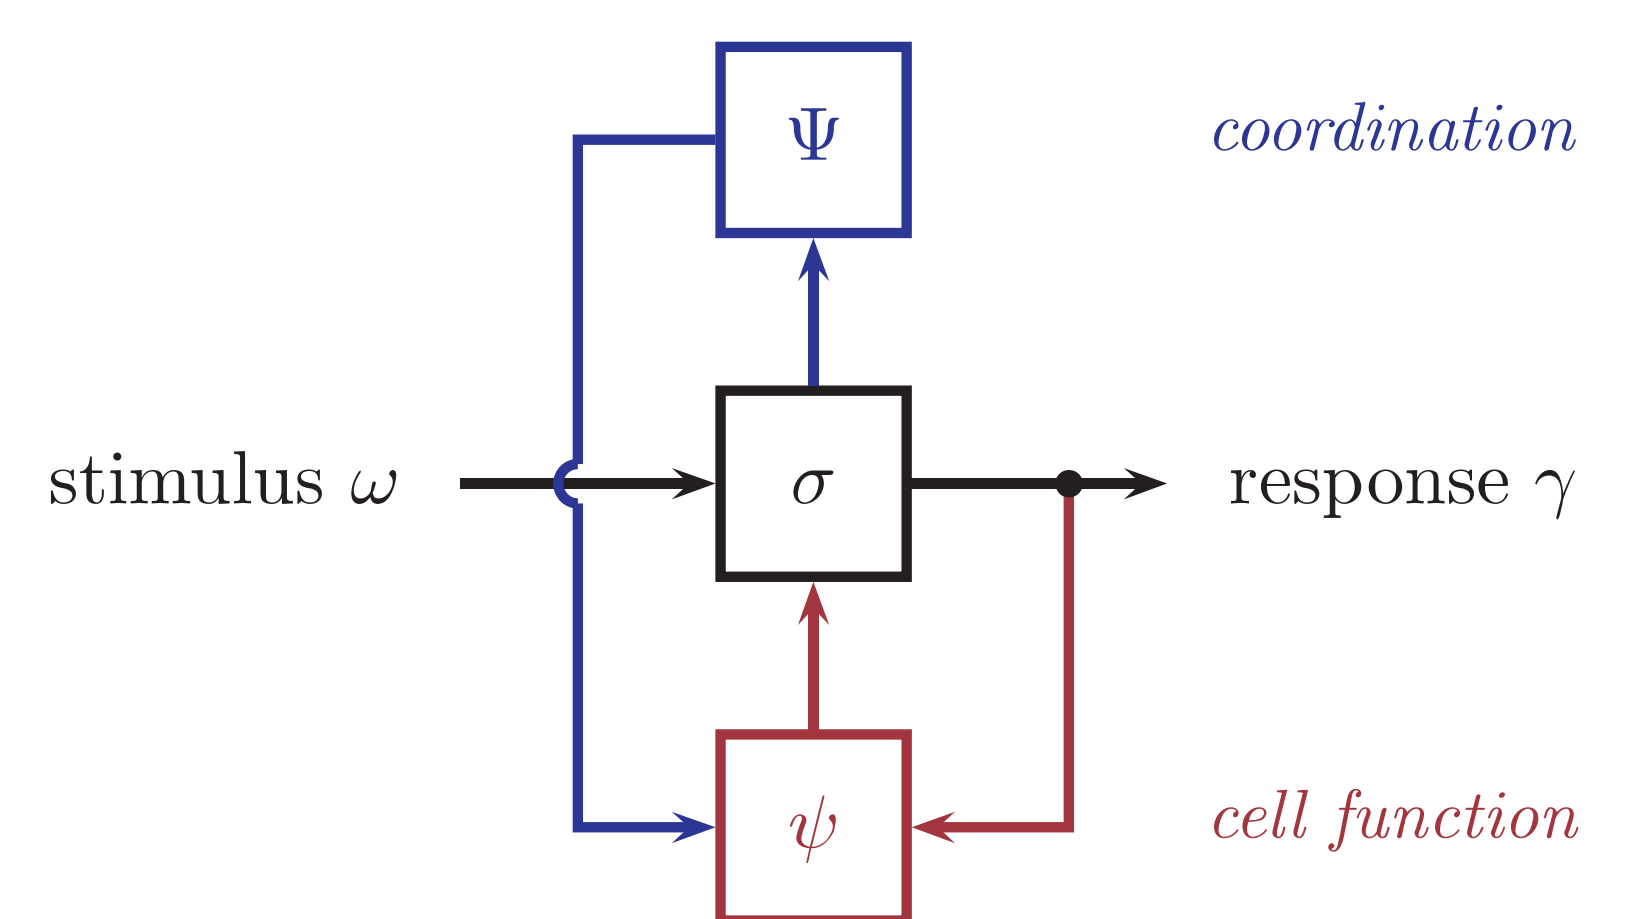 Ψ
coordination
stimulus ω
σ
response γ
ψ
cell function